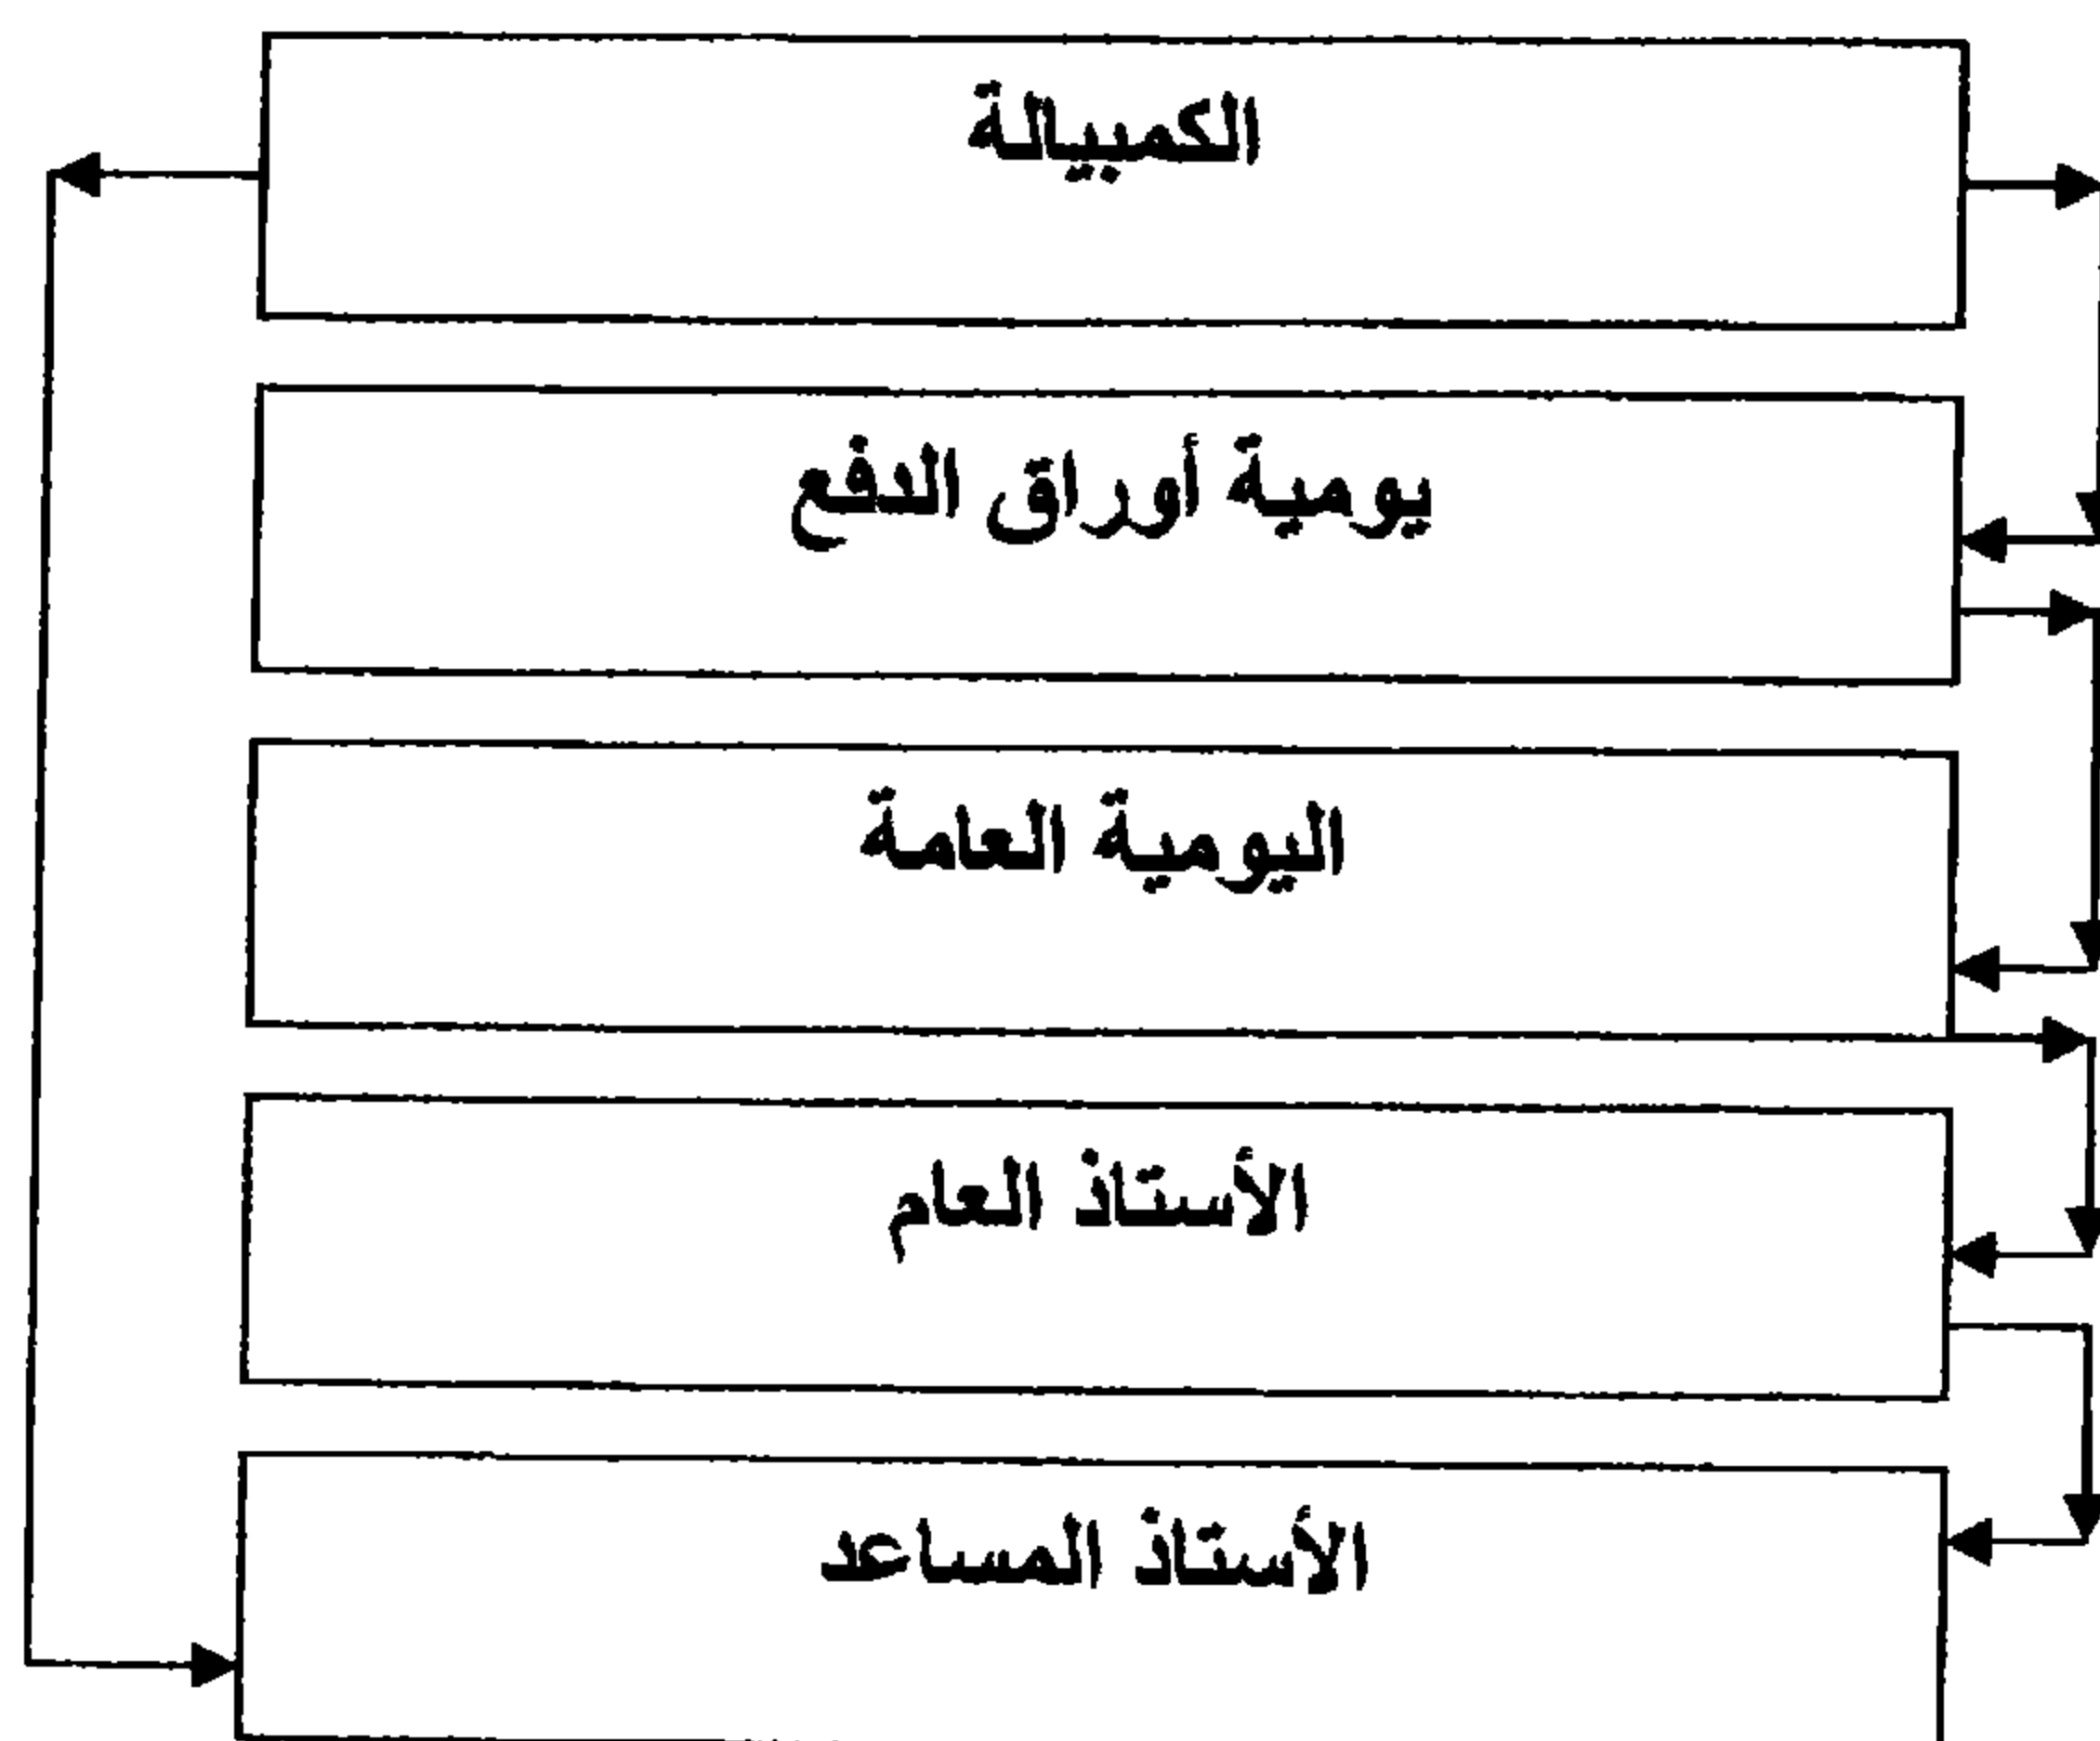 الكمبيالة
يومية أوراق الدفع
اليومية العامة
الأستاذ العام
الأستاذ المساعد